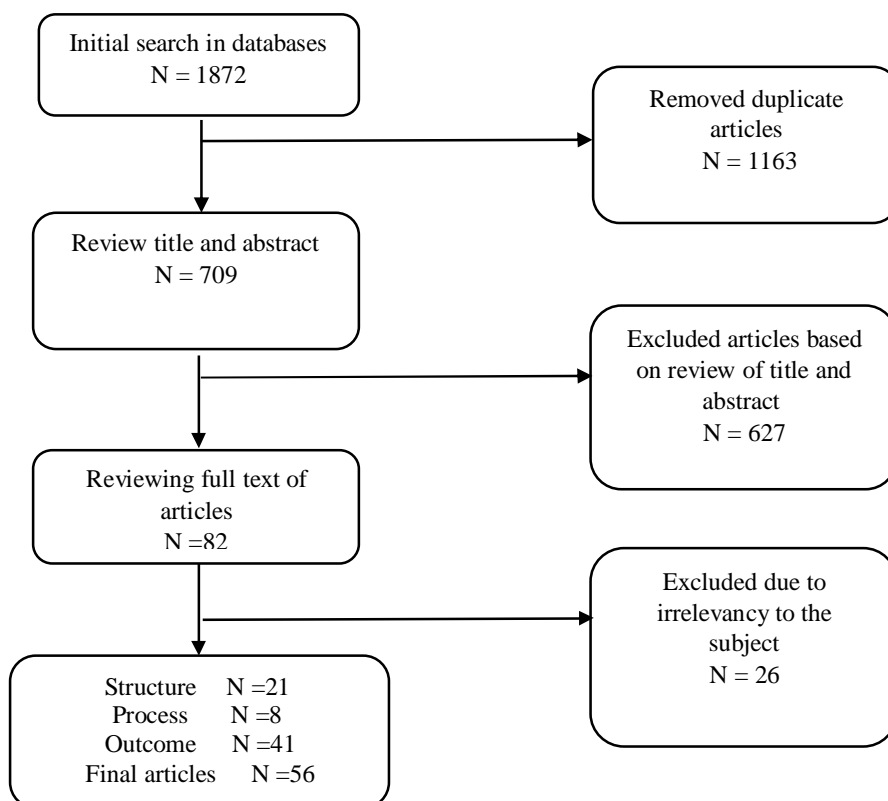 Initial search in databases
N = 1872
Removed duplicate
articles
N = 1163
Review title and abstract
N = 709
Excluded articles based
on review of title and
abstract
N = 627
Reviewing full text of
articles
N =82
Excluded due to
irrelevancy to the
subject
N = 26
Structure N =21
Process N =8
Outcome N =41
Final articles N =56